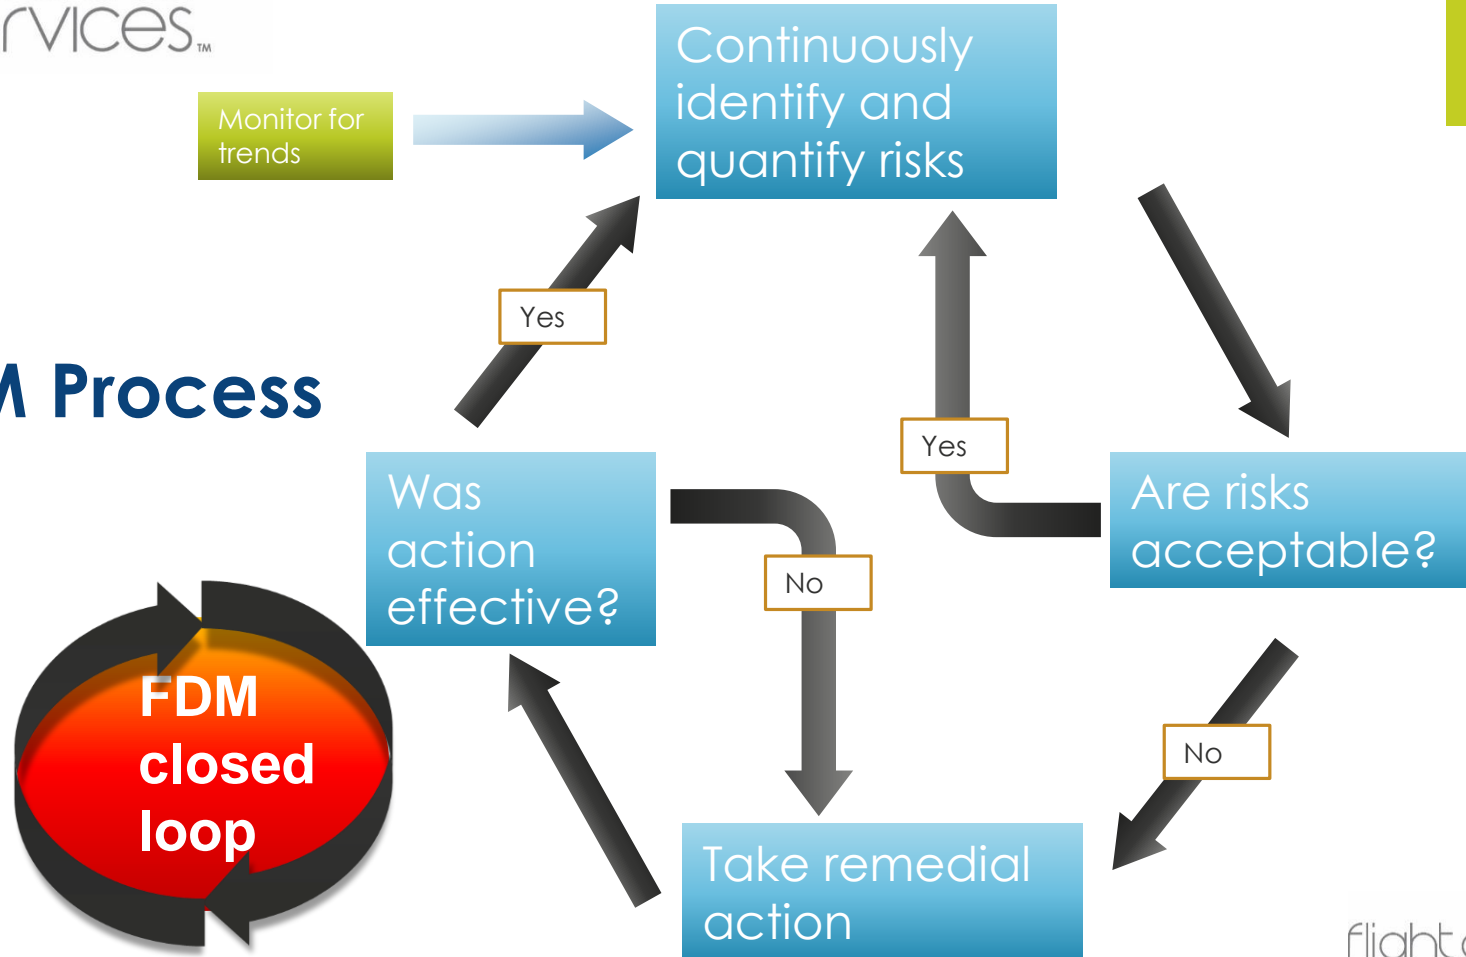 rvices™
Continuously
identify and
quantify risks
Monitor for
trends
Yes
M Process
Yes
Was
action
effective?
Are risks
acceptable?
No
FDM
closed
loop
No
Take remedial
action
flight